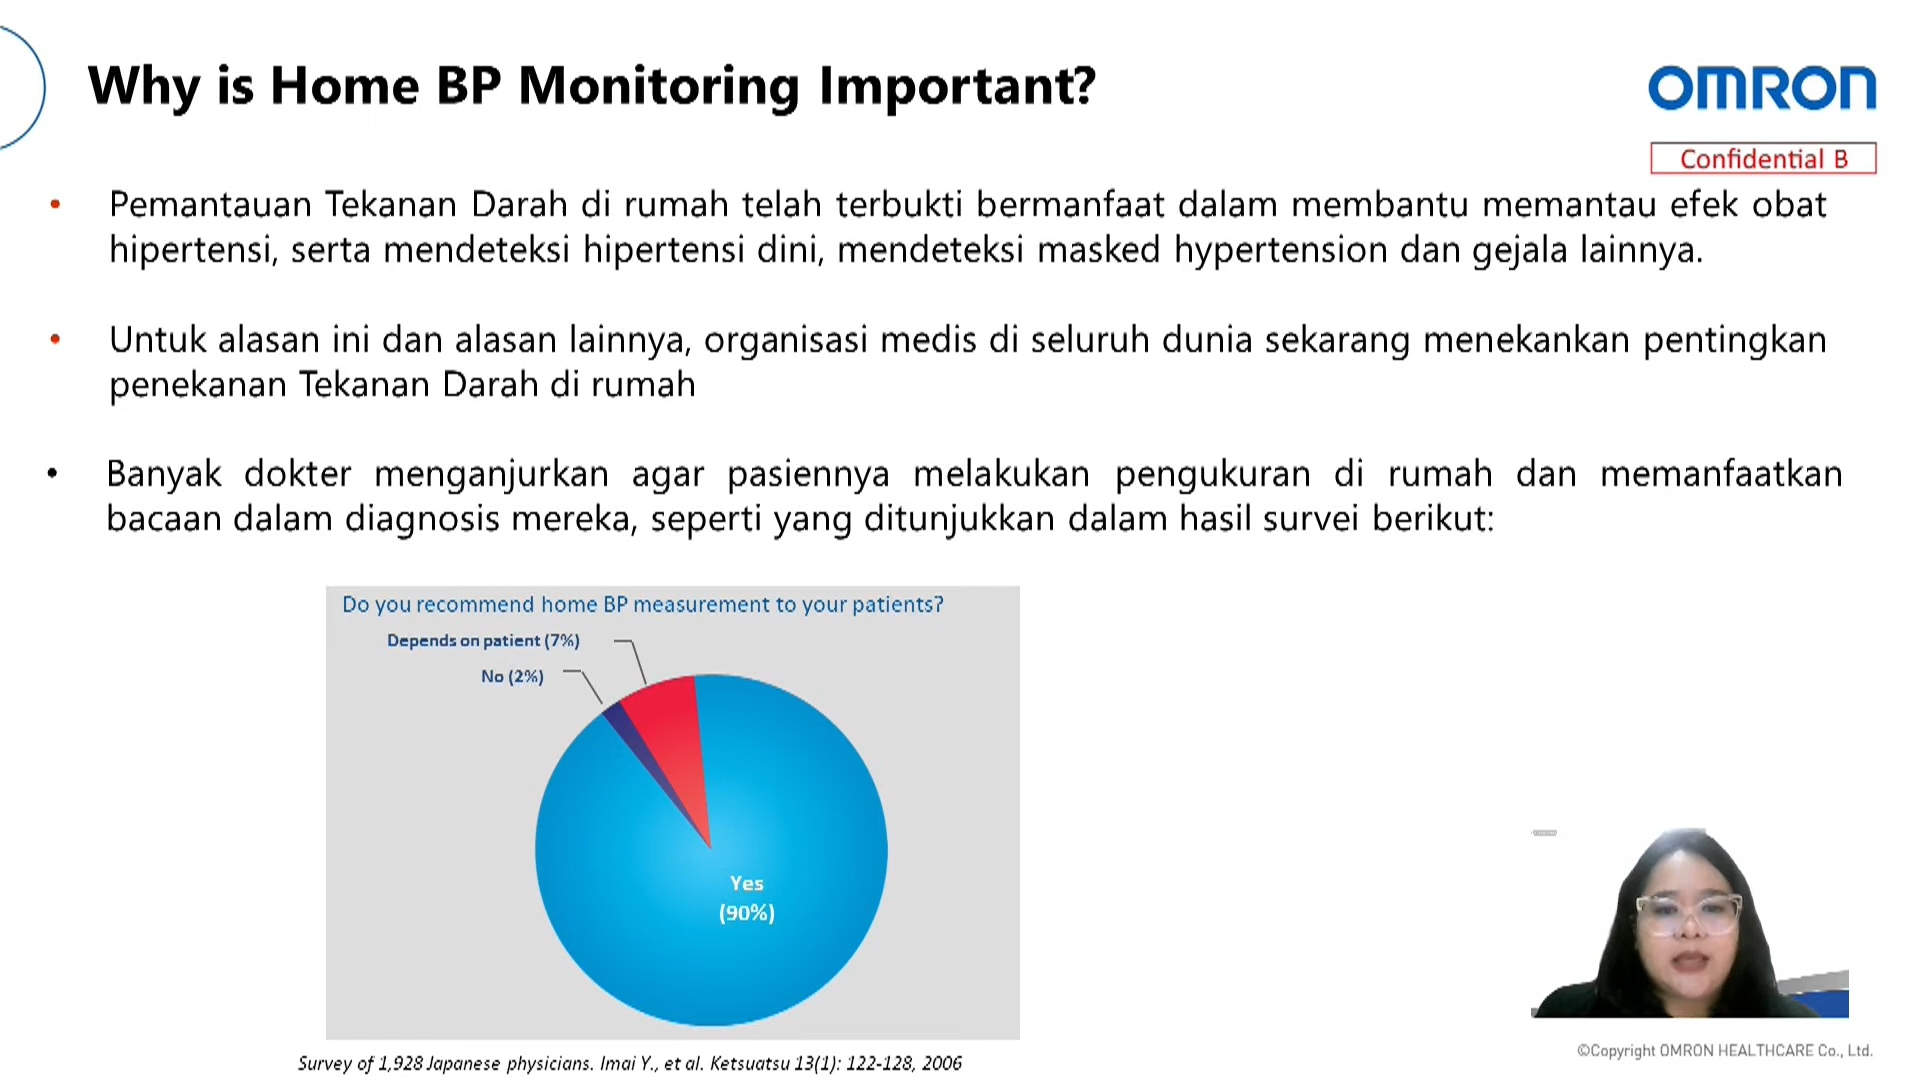 Why is Home BP Monitoring Important?
OMRON
Confidential B
• Pemantauan Tekanan Darah di rumah telah terbukti bermanfaat dalam membantu memantau efek obat
hipertensi, serta mendeteksi hipertensi dini, mendeteksi masked hypertension dan gejala lainnya.
• Untuk alasan ini dan alasan lainnya, organisasi medis di seluruh dunia sekarang menekankan pentingkan
penekanan Tekanan Darah di rumah
• Banyak dokter menganjurkan agar pasiennya melakukan pengukuran di rumah dan memanfaatkan
bacaan dalam diagnosis mereka, seperti yang ditunjukkan dalam hasil survei berikut:
Do you recommend home BP measurement to your patients?
Depends on patient (7%)
No (2%)
Yes
(90%)
Survey of 1,928 Japanese physicians. Imai Y., et al. Ketsuatsu 13(1): 122-128, 2006
©Copyright OMRON HEALTHCARE Co., Ltd.